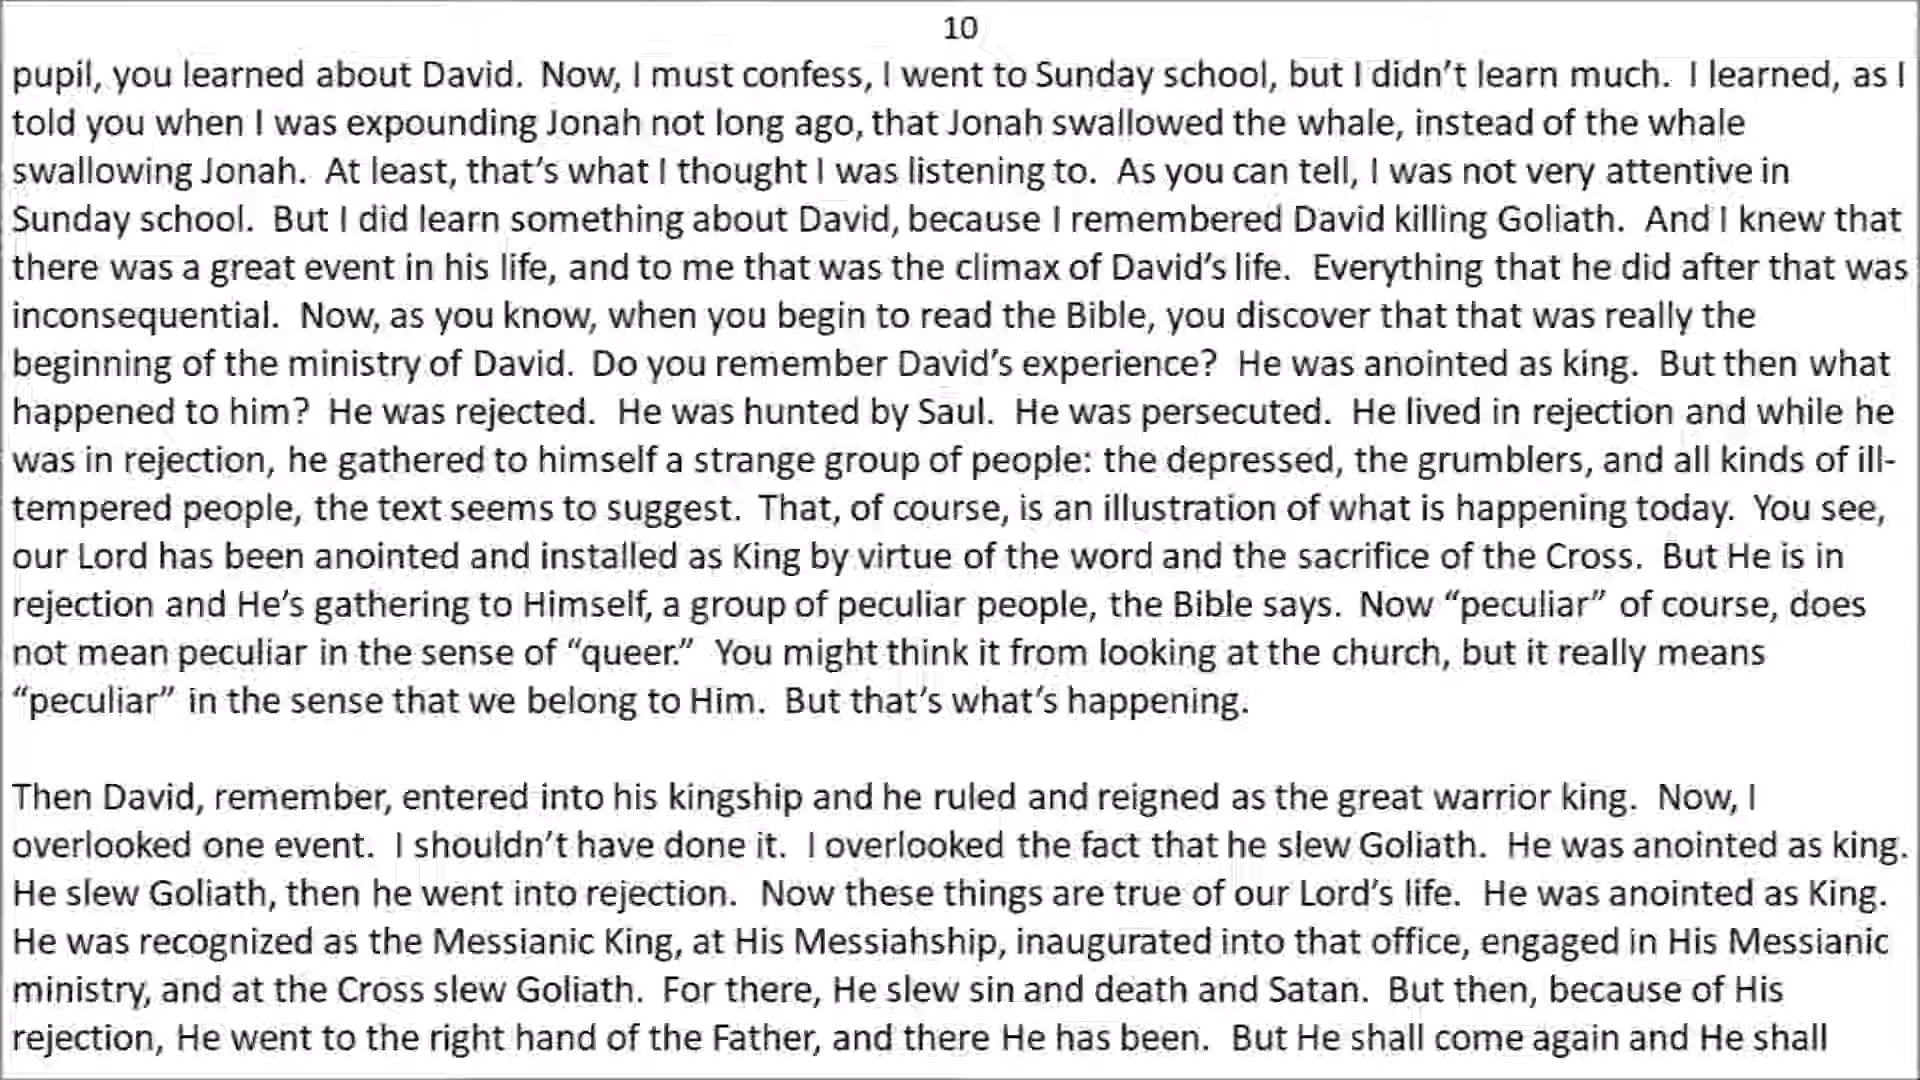 10
pupil, you learned about David.  Now, I must confess, I went to Sunday school, but I didn’t learn much.  I learned, as I
told you when I was expounding Jonah not long ago, that Jonah swallowed the whale, instead of the whale
swallowing Jonah.  At least, that’s what I thought I was listening to.  As you can tell, I was not very attentive in
Sunday school.  But I did learn something about David, because I remembered David killing Goliath.  And I knew that
there was a great event in his life, and to me that was the climax of David’s life.  Everything that he did after that was
inconsequential.  Now, as you know, when you begin to read the Bible, you discover that that was really the
beginning of the ministry of David.  Do you remember David’s experience?  He was anointed as king.  But then what
happened to him?  He was rejected.  He was hunted by Saul.  He was persecuted.  He lived in rejection and while he
was in rejection, he gathered to himself a strange group of people: the depressed, the grumblers, and all kinds of ill-
tempered people, the text seems to suggest.  That, of course, is an illustration of what is happening today.  You see,
our Lord has been anointed and installed as King by virtue of the word and the sacrifice of the Cross.  But He is in
rejection and He’s gathering to Himself, a group of peculiar people, the Bible says.  Now “peculiar” of course, does
not mean peculiar in the sense of “queer.”  You might think it from looking at the church, but it really means
“peculiar” in the sense that we belong to Him.  But that’s what’s happening.
Then David, remember, entered into his kingship and he ruled and reigned as the great warrior king.  Now, I
overlooked one event.  I shouldn’t have done it.  I overlooked the fact that he slew Goliath.  He was anointed as king.
He slew Goliath, then he went into rejection.  Now these things are true of our Lord’s life.  He was anointed as King.
He was recognized as the Messianic King, at His Messiahship, inaugurated into that office, engaged in His Messianic
ministry, and at the Cross slew Goliath.  For there, He slew sin and death and Satan.  But then, because of His
rejection, He went to the right hand of the Father, and there He has been.  But He shall come again and He shall